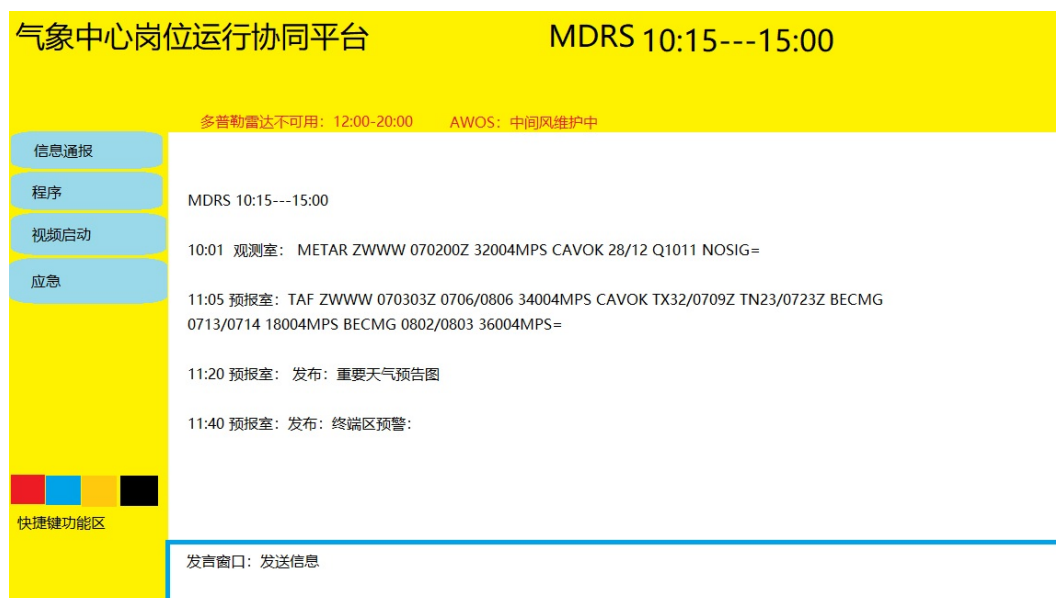 气象中心岗位运行协同平台
MDRS 10:15---15:00
多普勒雷达不可用：12:00-20:00 AWOS：中间风维护中
信息通报
程序
视频启动
应急
MDRS 10:15---15:00
10:01 观测室： METAR ZWWW 070200Z 32004MPS CAVOK 28/12 Q1011 NOSIG=
11:05 预报室：TAF ZWWW 070303Z 0706/0806 34004MPS CAVOK TX32/0709Z TN23/0723Z BECMG
0713/0714 18004MPS BECMG 0802/0803 36004MPS=
11:20 预报室： 发布：重要天气预告图
11:40 预报室：发布：终端区预警：
快捷键功能区
发言窗口：发送信息